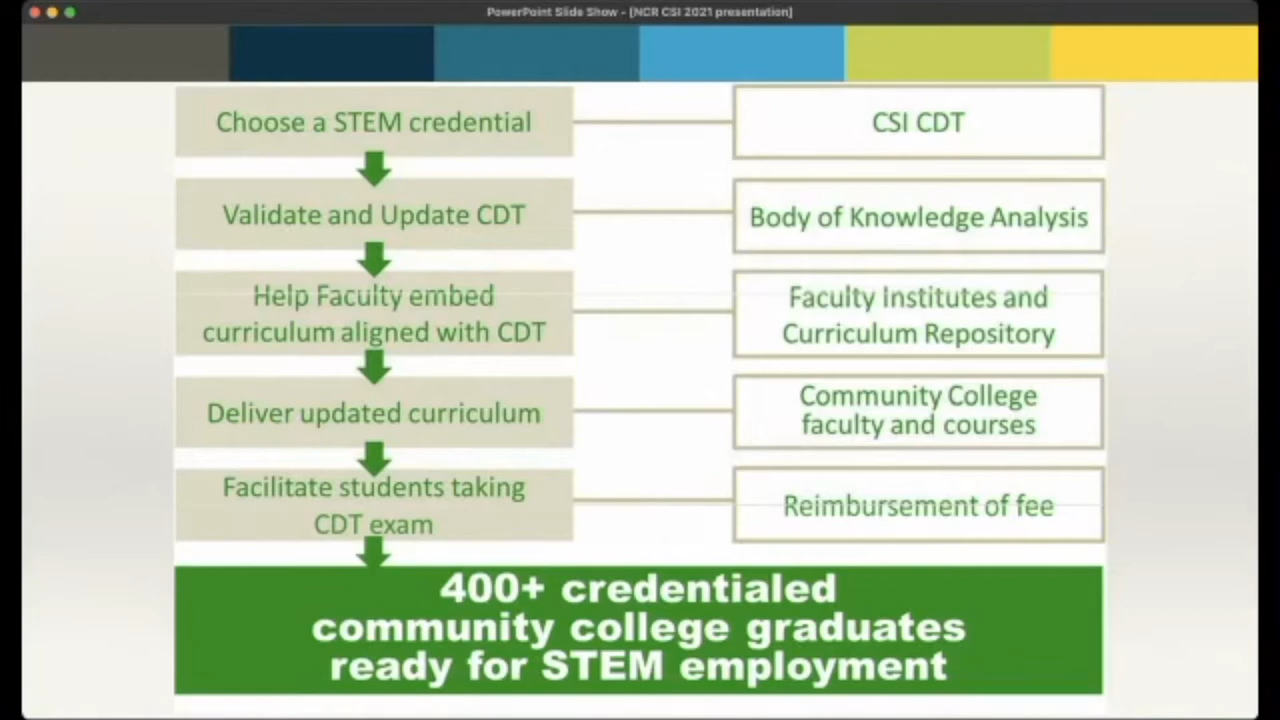 PowerPoint Slide Show - [NCR CSI 2021 presentation]
Choose a STEM credential
CSI CDT
Validate and Update CDT
Body of Knowledge Analysis
Help Faculty embed
curriculum aligned with CDT
Faculty Institutes and
Curriculum Repository
Deliver updated curriculum
Community College
faculty and courses
Facilitate students taking
CDT exam
Reimbursement of fee
400+ credentialed
community college graduates
ready for STEM employment